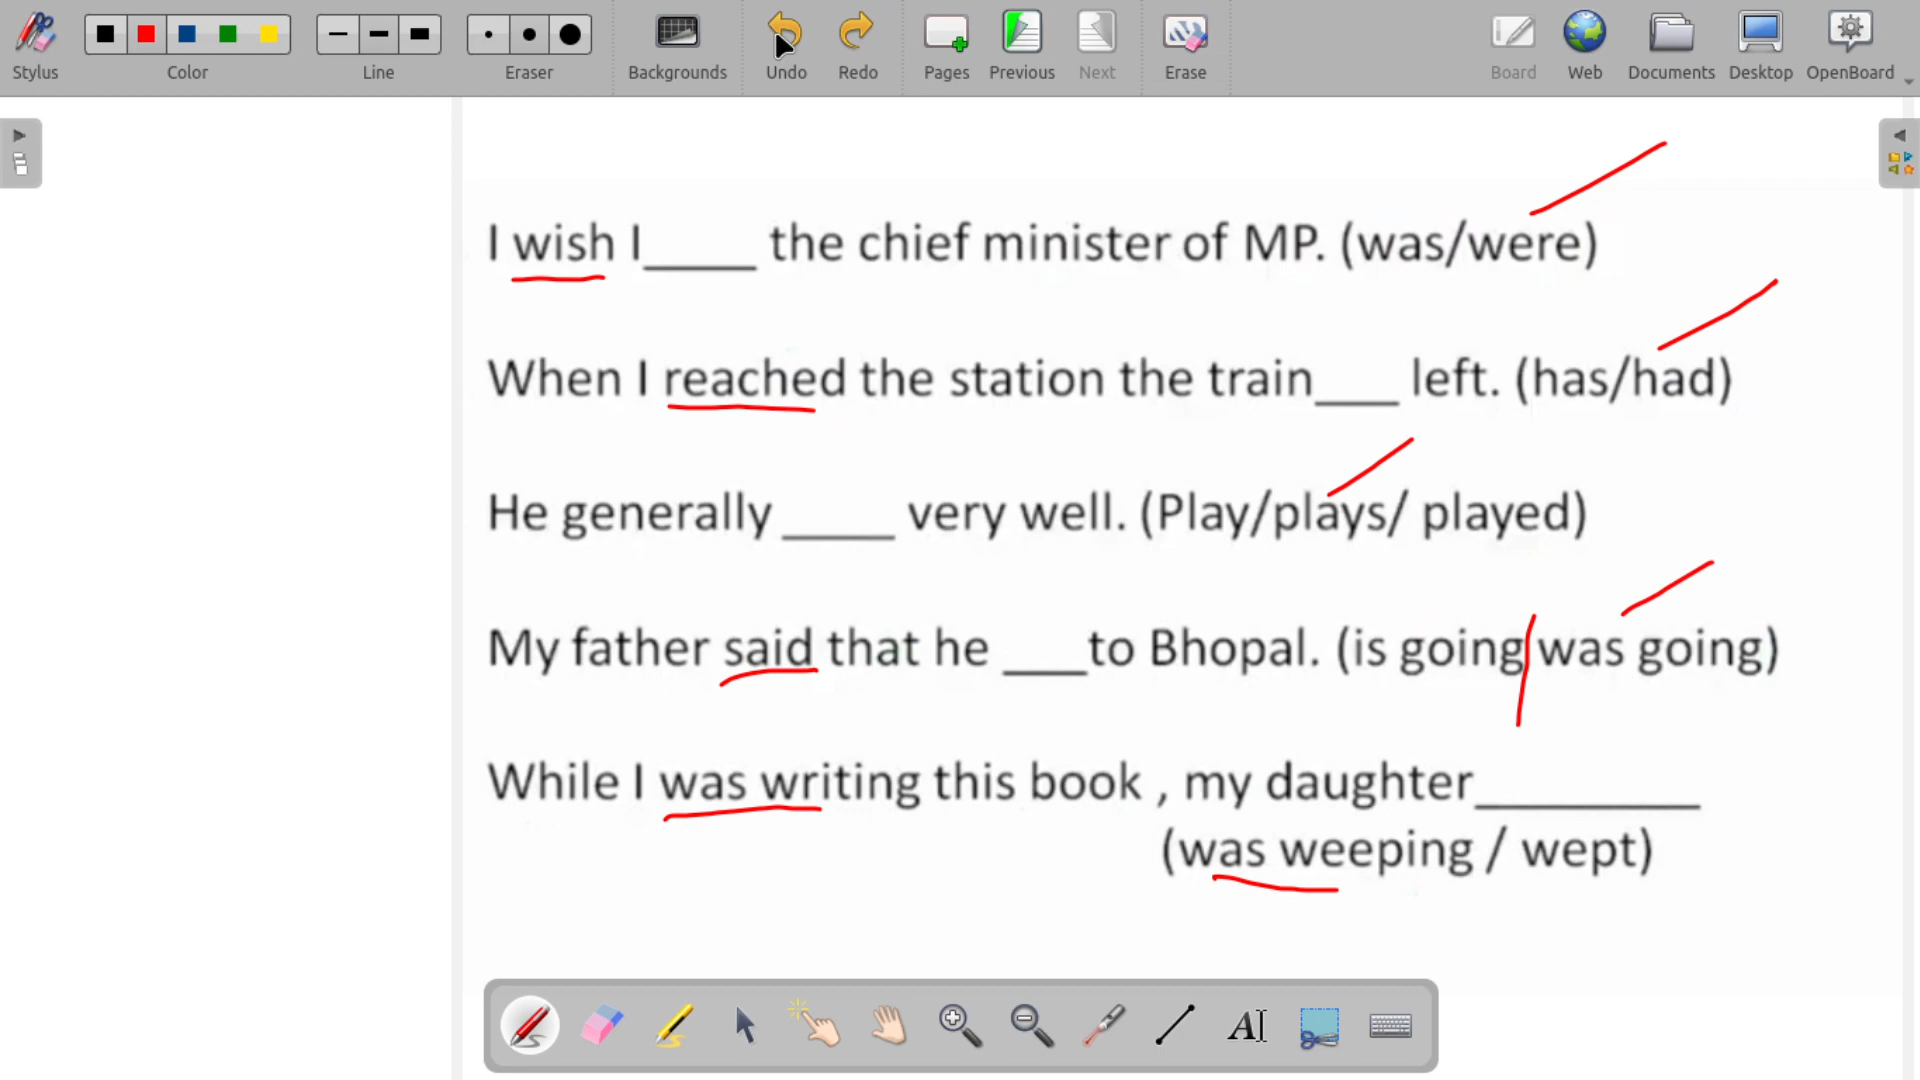 Stylus Color Line Eraser Backgrounds Undo Redo Pages Previous Next Erase Board Web Documents Desktop OpenBoard
I wish I____ the chief minister of MP. (was/were)
When I reached the station the train___ left. (has/had)
He generally ____ very well. (Play/plays/ played)
My father said that he ___to Bhopal. (is going/was going)
While I was writing this book , my daughter________
(was weeping / wept)